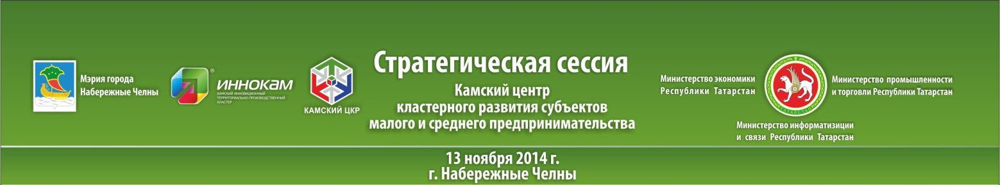 Мэрия города
Набережные Челны
®
ИННОКАМ
КАМСКИЙ ИННОВАЦИОННЫЙ
ТЕРРИТОРИАЛЬНО-ПРОИЗВОДСТВЕННЫЙ
КЛАСТЕР
КАМСКИЙ ЦКР
Стратегическая сессия
Камский центр
кластерного развития субъектов
малого и среднего предпринимательства
Министерство экономики
Республики Татарстан
ТАТАРСТАН
Министерство промышленности
и торговли Республики Татарстан
Министерство информатизиции
и связи Республики Татарстан
13 ноября 2014 г.
г. Набережные Челны